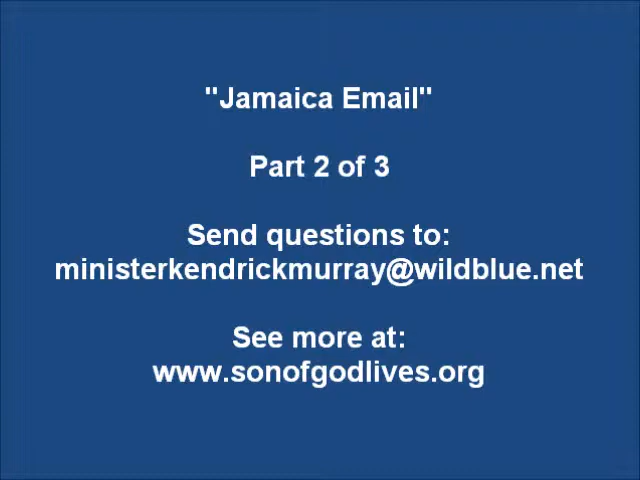 "Jamaica Email"
Part 2 of 3
Send questions to:
ministerkendrickmurray@wildblue.net
See more at:
www.sonofgodlives.org